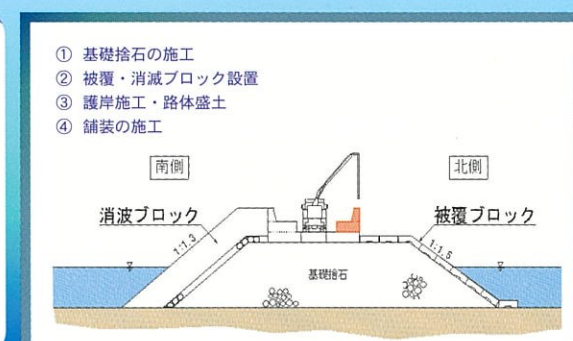 ① 基礎捨石の施工
② 被覆・消減ブロック設置
③ 護岸施工・路体盛土
④ 舗装の施工
南側
北側
消波ブロック
被覆ブロック
1:1.3
1:1.5
基礎捨石